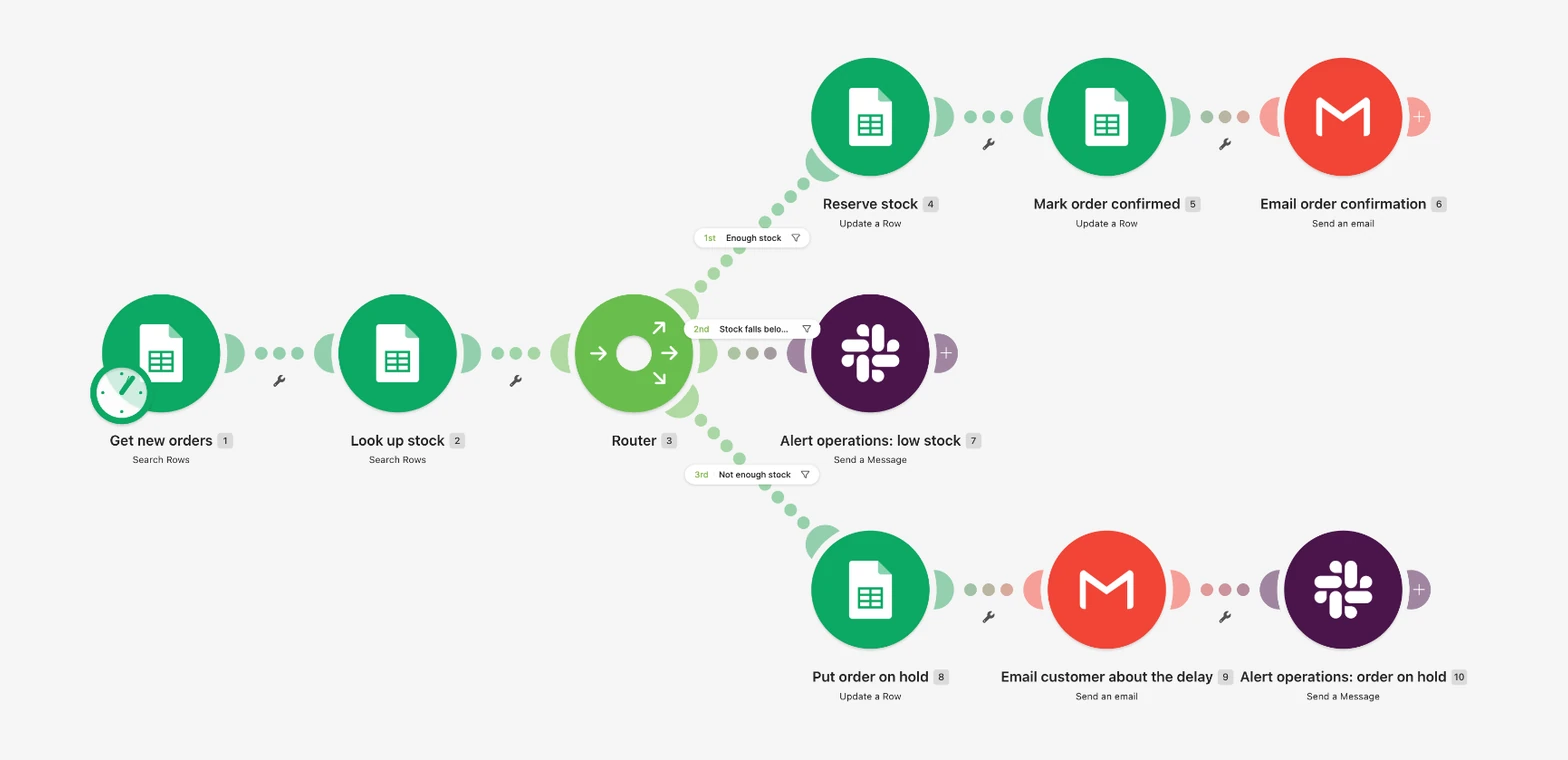 Reserve stock 4
Update a Row
Mark order confirmed 5
Update a Row
Email order confirmation 6
Send an email
1st Enough stock
Get new orders 1
Search Rows
Look up stock 2
Search Rows
Router 3
2nd Stock falls belo...
Alert operations: low stock 7
Send a Message
3rd Not enough stock
Put order on hold 8
Update a Row
Email customer about the delay 9
Send an email
Alert operations: order on hold 10
Send a Message